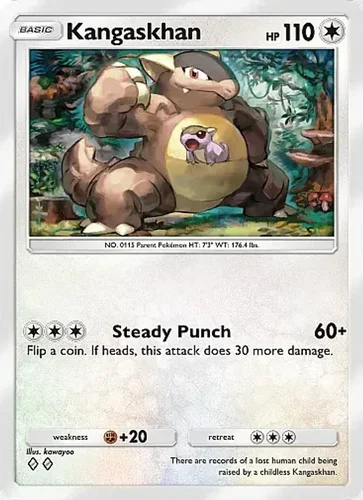 BASIC Kangaskhan HP 110
NO. 0115 Parent Pokémon HT: 7'3" WT: 176.4 lbs.
Steady Punch 60+
Flip a coin. If heads, this attack does 30 more damage.
weakness +20 retreat
Illus. kawayoo
There are records of a lost human child being
raised by a childless Kangaskhan.